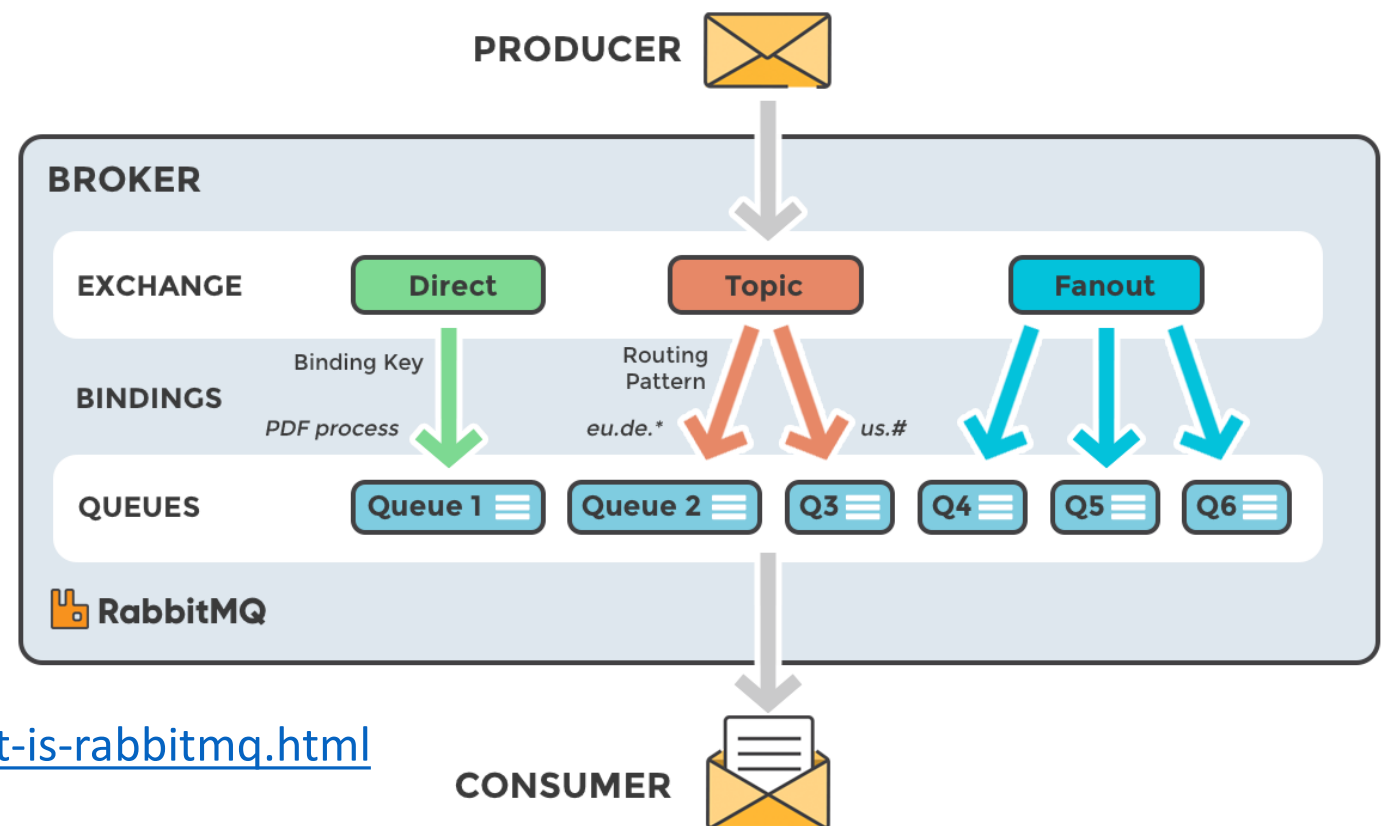 PRODUCER
BROKER
EXCHANGE
Direct
Topic
Fanout
Binding Key
Routing
Pattern
BINDINGS
PDF process
eu.de.*
us.#
QUEUES
Queue 1
Queue 2
Q3
Q4
Q5
Q6
RabbitMQ
t-is-rabbitmq.html
CONSUMER